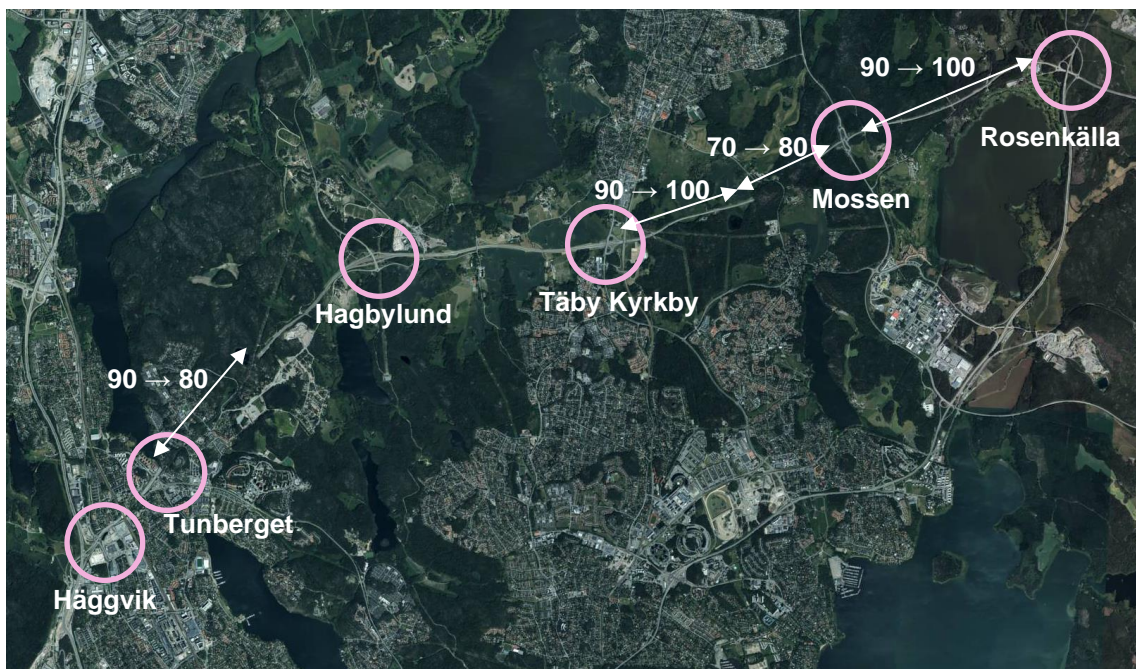 90 → 100
Rosenkälla
70 → 80
Mossen
90 → 100
Täby Kyrkby
Hagbylund
90 → 80
Tunberget
Häggvik